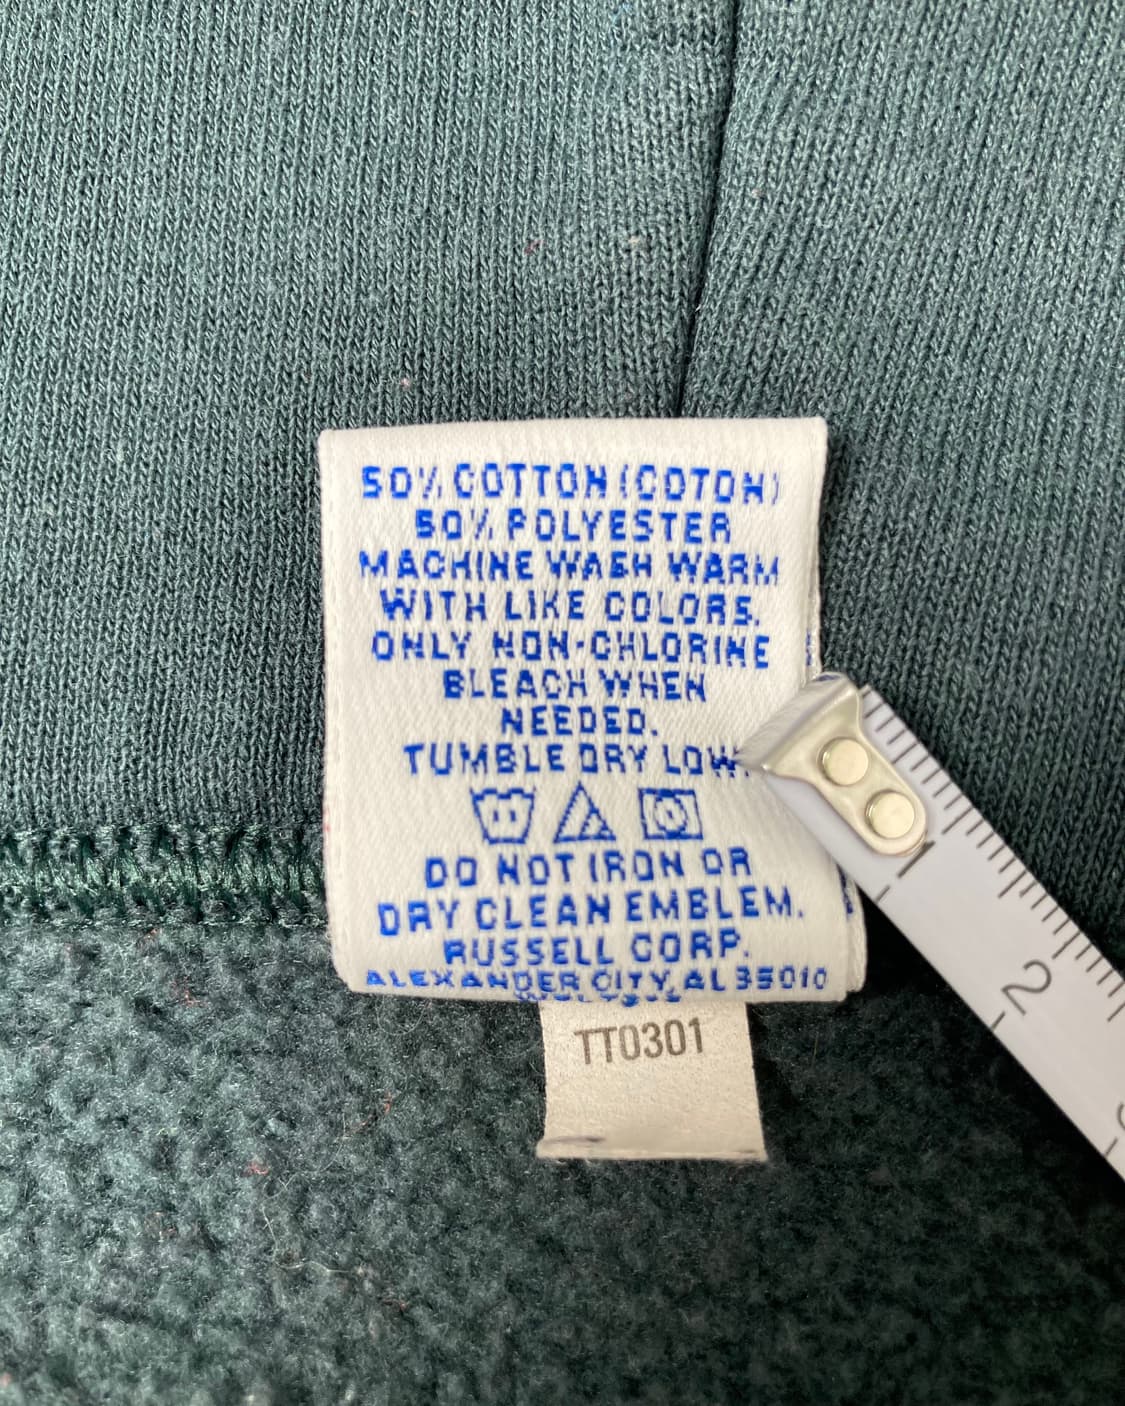 50% COTTON (COTON)
50% POLYESTER
MACHINE WASH WARM
WITH LIKE COLORS.
ONLY NON-CHLORINE
BLEACH WHEN
NEEDED.
TUMBLE DRY LOW.
DO NOT IRON OR
DRY CLEAN EMBLEM.
RUSSELL CORP.
ALEXANDER CITY, AL 35010
TT0301
1
2